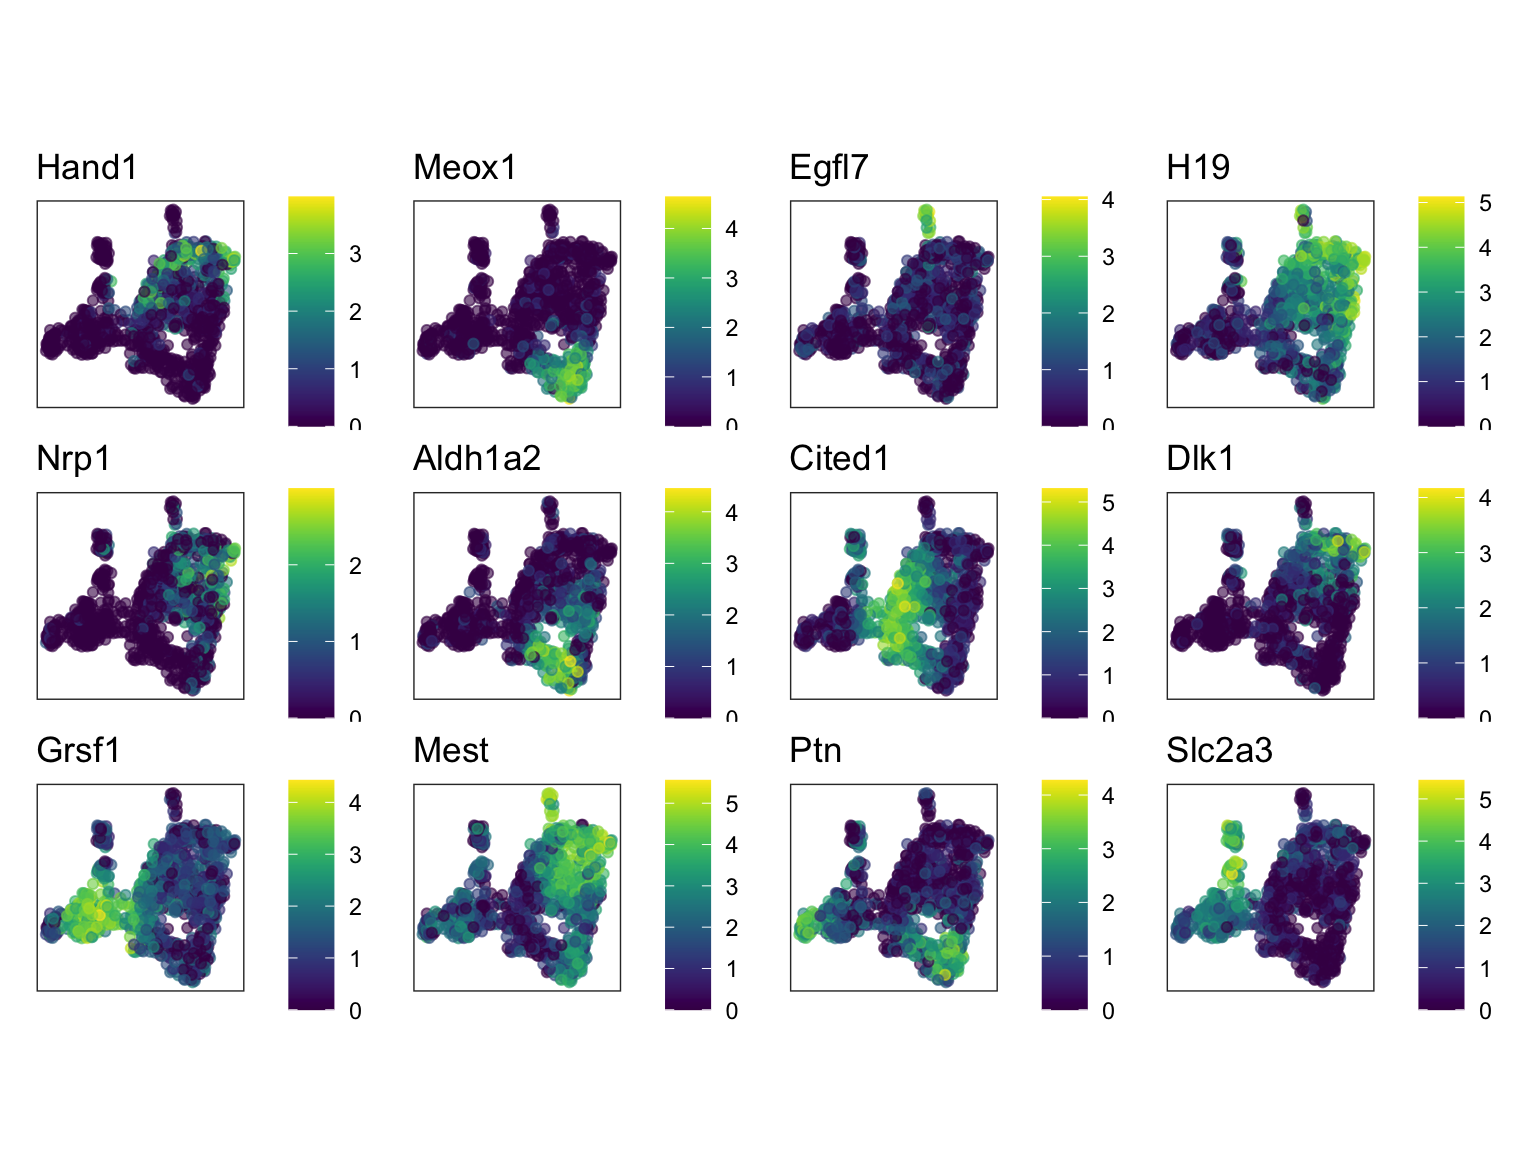 Hand1 Meox1 Egfl7 H19
3 2 1 0 4 3 2 1 0 4 3 2 1 0 5 4 3 2 1 0
Nrp1 Aldh1a2 Cited1 Dlk1
2 1 0 4 3 2 1 0 5 4 3 2 1 0 4 3 2 1 0
Grsf1 Mest Ptn Slc2a3
4 3 2 1 0 5 4 3 2 1 0 4 3 2 1 0 5 4 3 2 1 0